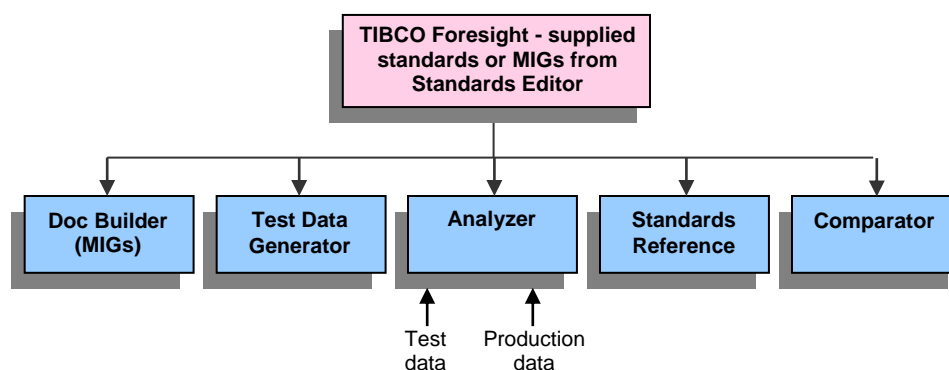 TIBCO Foresight - supplied
standards or MIGs from
Standards Editor
Doc Builder
(MIGs)
Test Data
Generator
Analyzer
Standards
Reference
Comparator
Test
data
Production
data